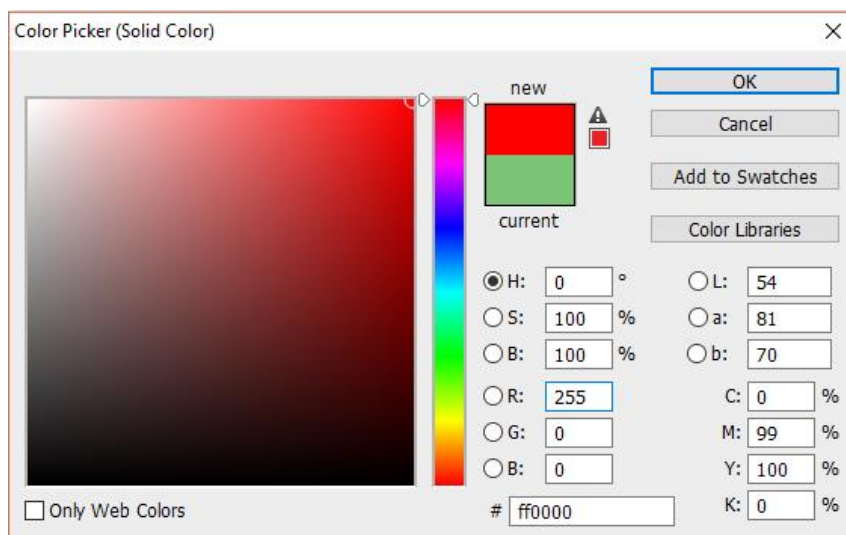 Color Picker (Solid Color)
new
current
OK
Cancel
Add to Swatches
Color Libraries
H: 0 °
S: 100 %
B: 100 %
R: 255
G: 0
B: 0
# ff0000
L: 54
a: 81
b: 70
C: 0 %
M: 99 %
Y: 100 %
K: 0 %
Only Web Colors